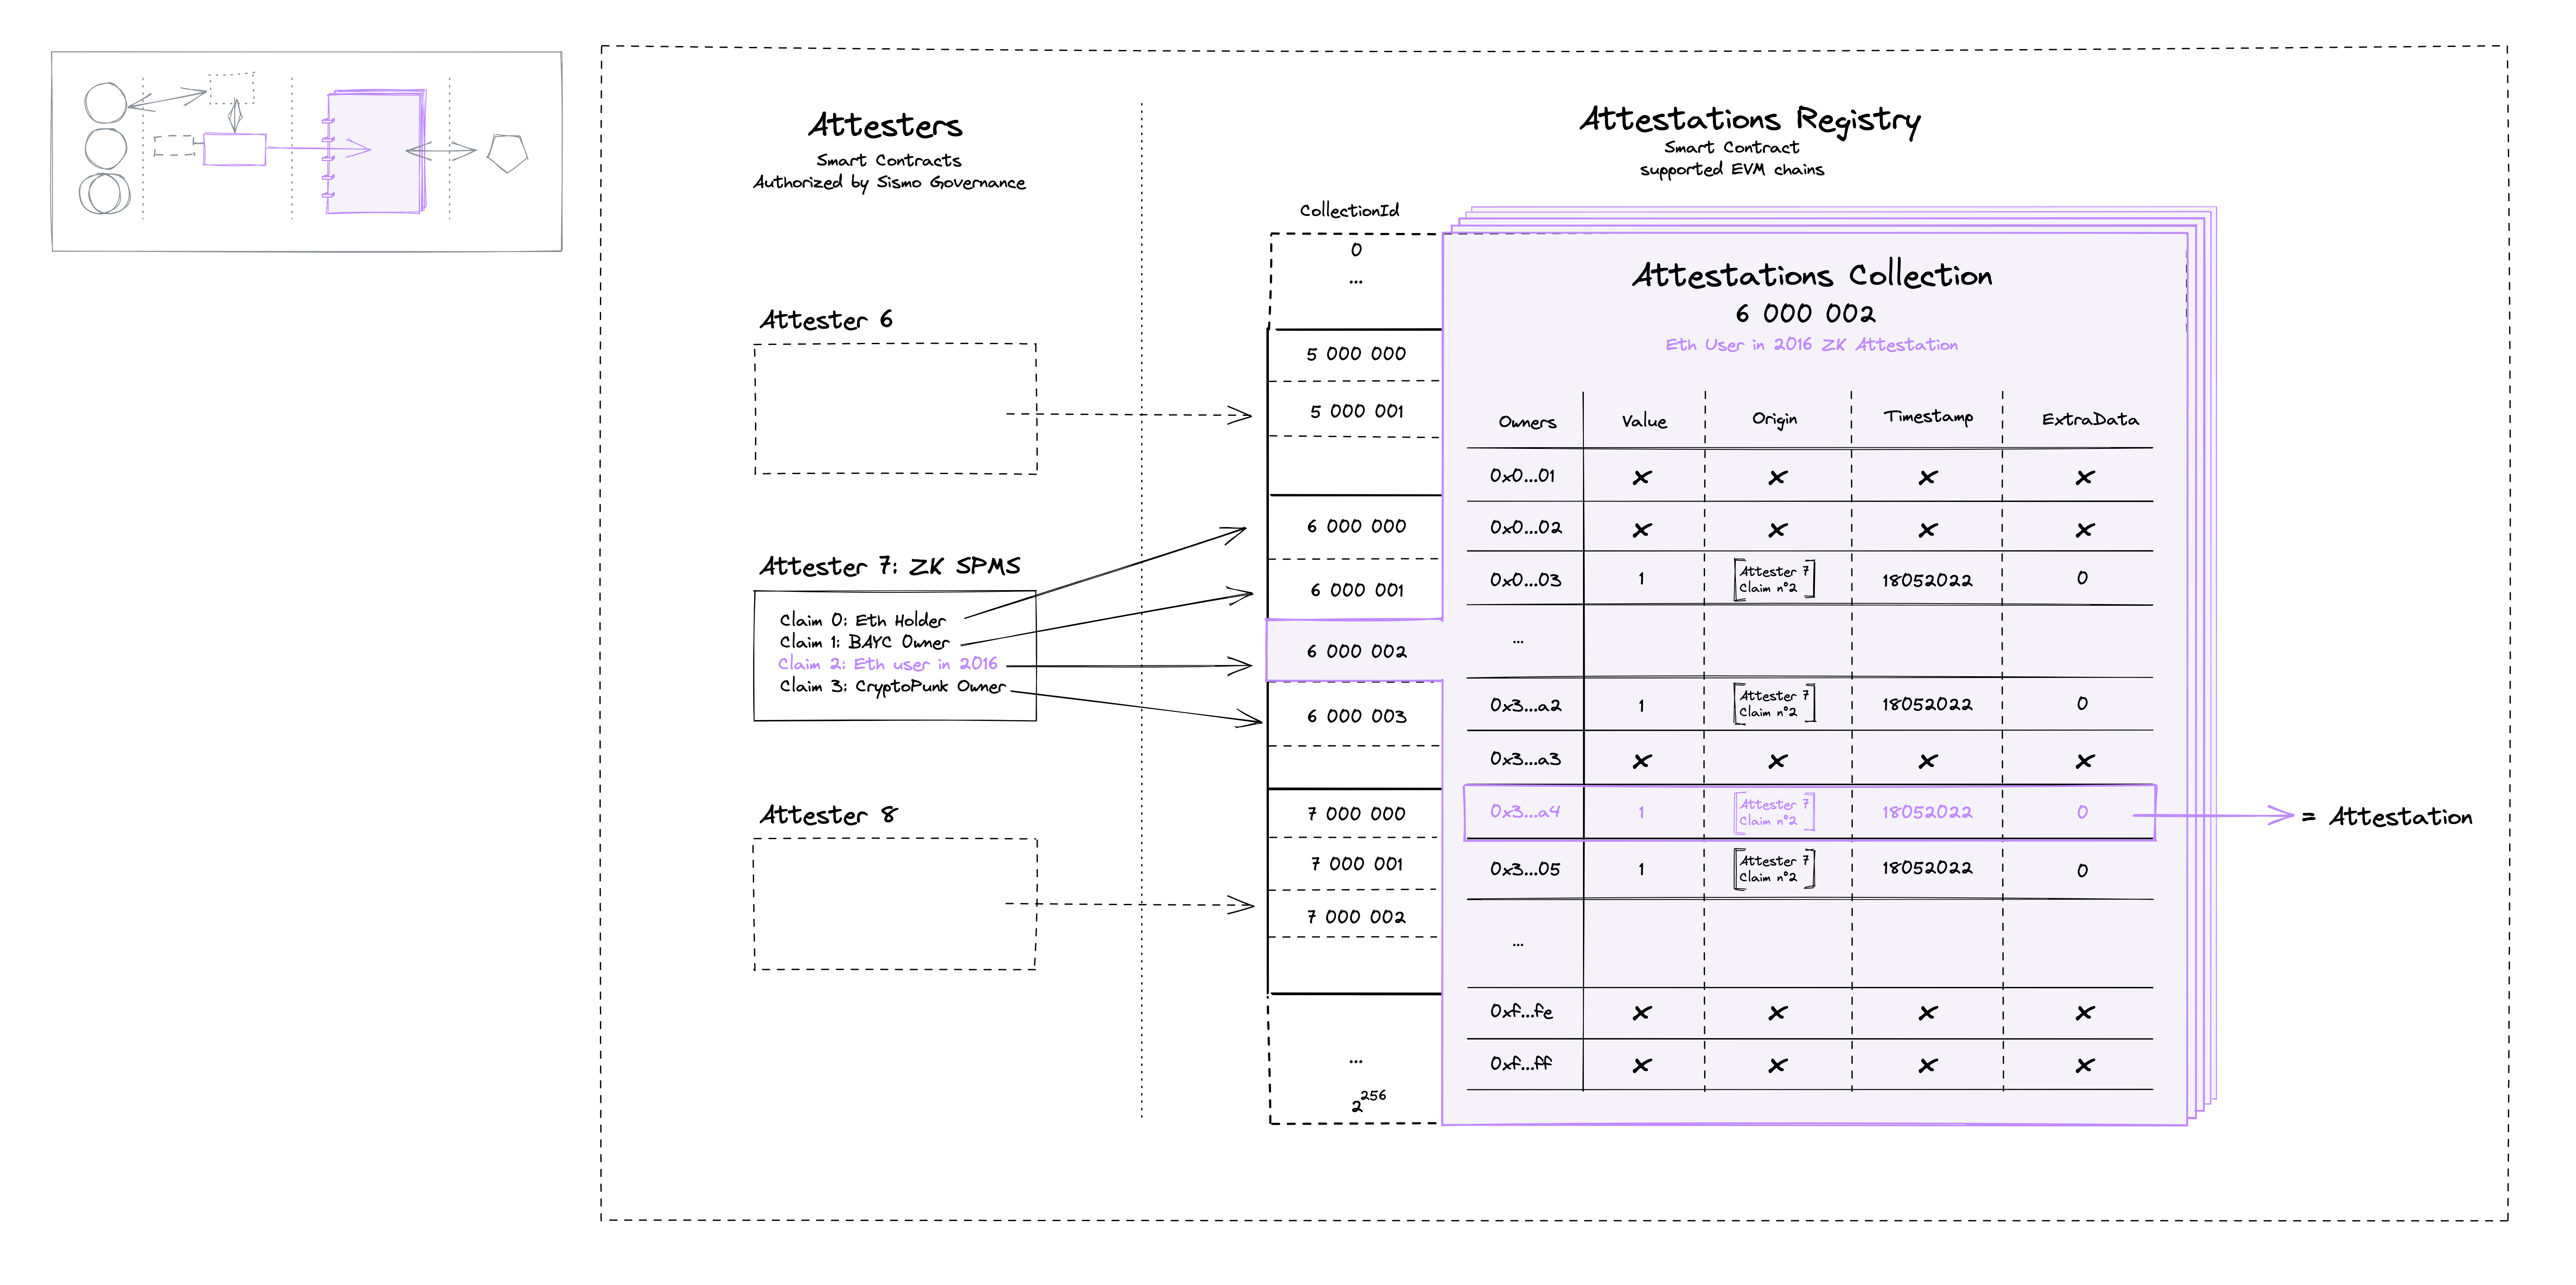 Attesters
Smart Contracts
Authorized by Sismo Governance
Attester 6
Attester 7: ZK SPMS
Claim 0: Eth Holder
Claim 1: BAYC Owner
Claim 2: Eth user in 2016
Claim 3: CryptoPunk Owner
Attester 8
Attestations Registry
Smart Contract
supported EVM chains
CollectionId
0
...
5 000 000
5 000 001
6 000 000
6 000 001
6 000 002
6 000 003
7 000 000
7 000 001
7 000 002
...
2^256
Attestations Collection
6 000 002
Eth User in 2016 ZK Attestation
Owners Value Origin Timestamp ExtraData
0x0...01 x x x x
0x0...02 x x x x
0x0...03 1 [Attester 7 Claim n°2] 18052022 0
...
0x3...a2 1 [Attester 7 Claim n°2] 18052022 0
0x3...a3 x x x x
0x3...a4 1 [Attester 7 Claim n°2] 18052022 0
0x3...05 1 [Attester 7 Claim n°2] 18052022 0
...
0xf...fe x x x x
0xf...ff x x x x
= Attestation